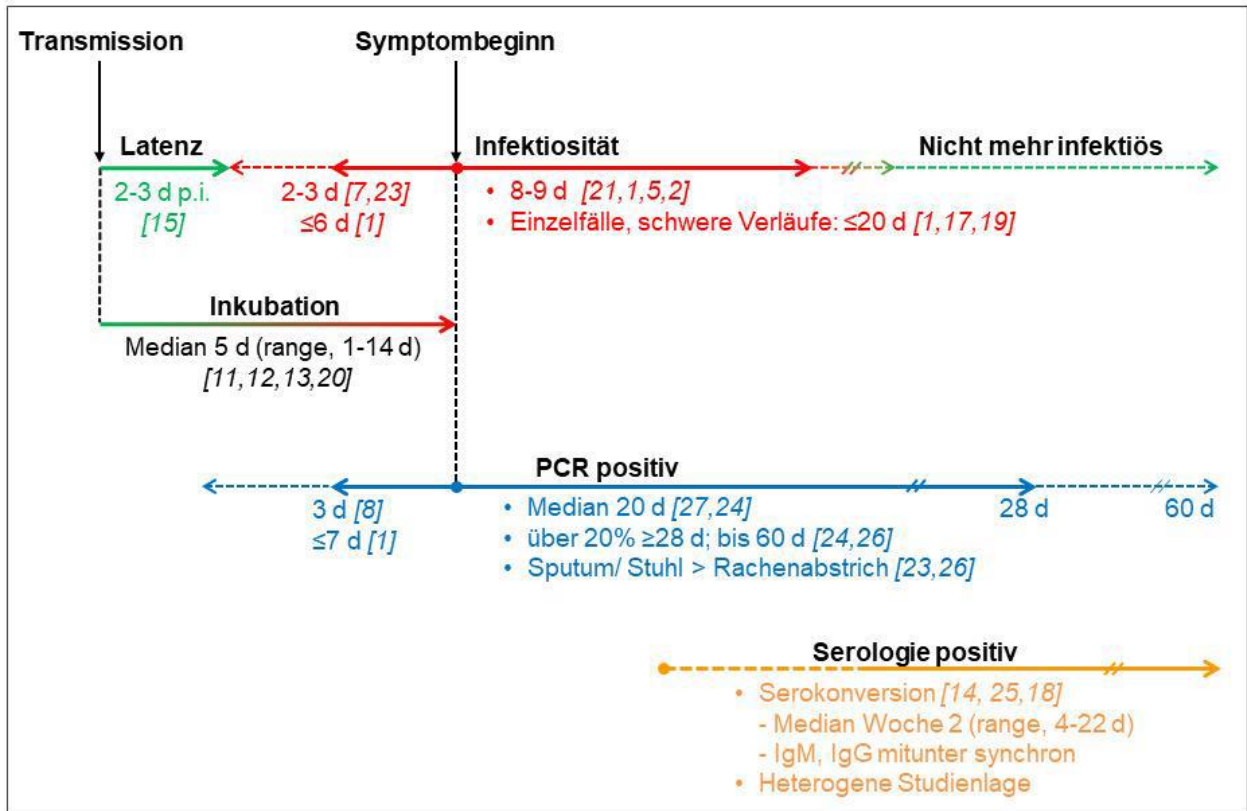 Transmission
Symptombeginn
Latenz
Infektiosität
Nicht mehr infektiös
2-3 d p.i.
[15]
2-3 d [7,23]
≤6 d [1]
• 8-9 d [21,1,5,2]
• Einzelfälle, schwere Verläufe: ≤20 d [1,17,19]
Inkubation
Median 5 d (range, 1-14 d)
[11,12,13,20]
PCR positiv
3 d [8]
≤7 d [1]
• Median 20 d [27,24]
• über 20% ≥28 d; bis 60 d [24,26]
• Sputum/ Stuhl > Rachenabstrich [23,26]
28 d
60 d
Serologie positiv
• Serokonversion [14, 25,18]
- Median Woche 2 (range, 4-22 d)
- IgM, IgG mitunter synchron
• Heterogene Studienlage